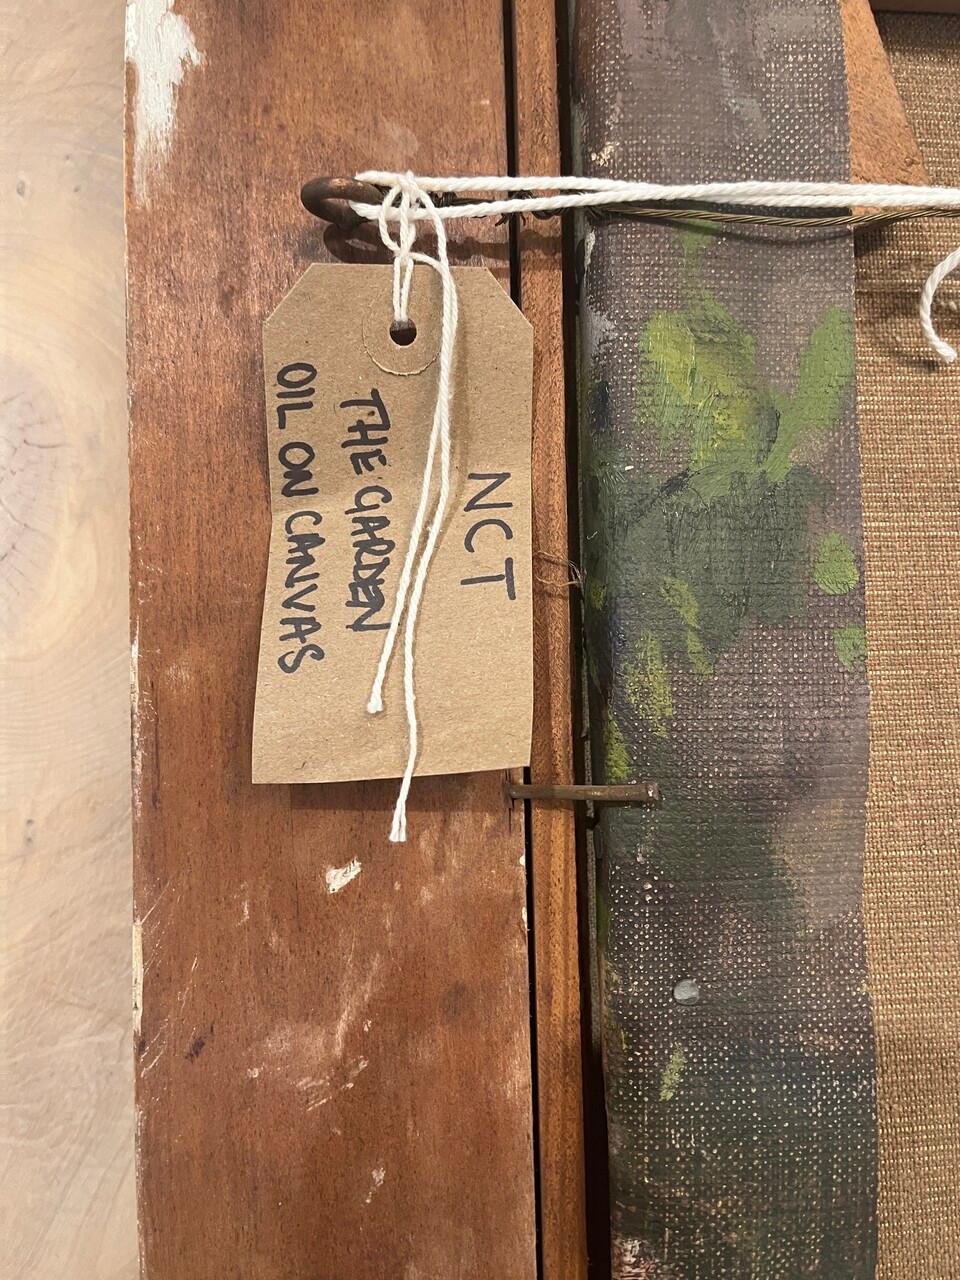 NCT
THE GARDEN
OIL ON CANVAS